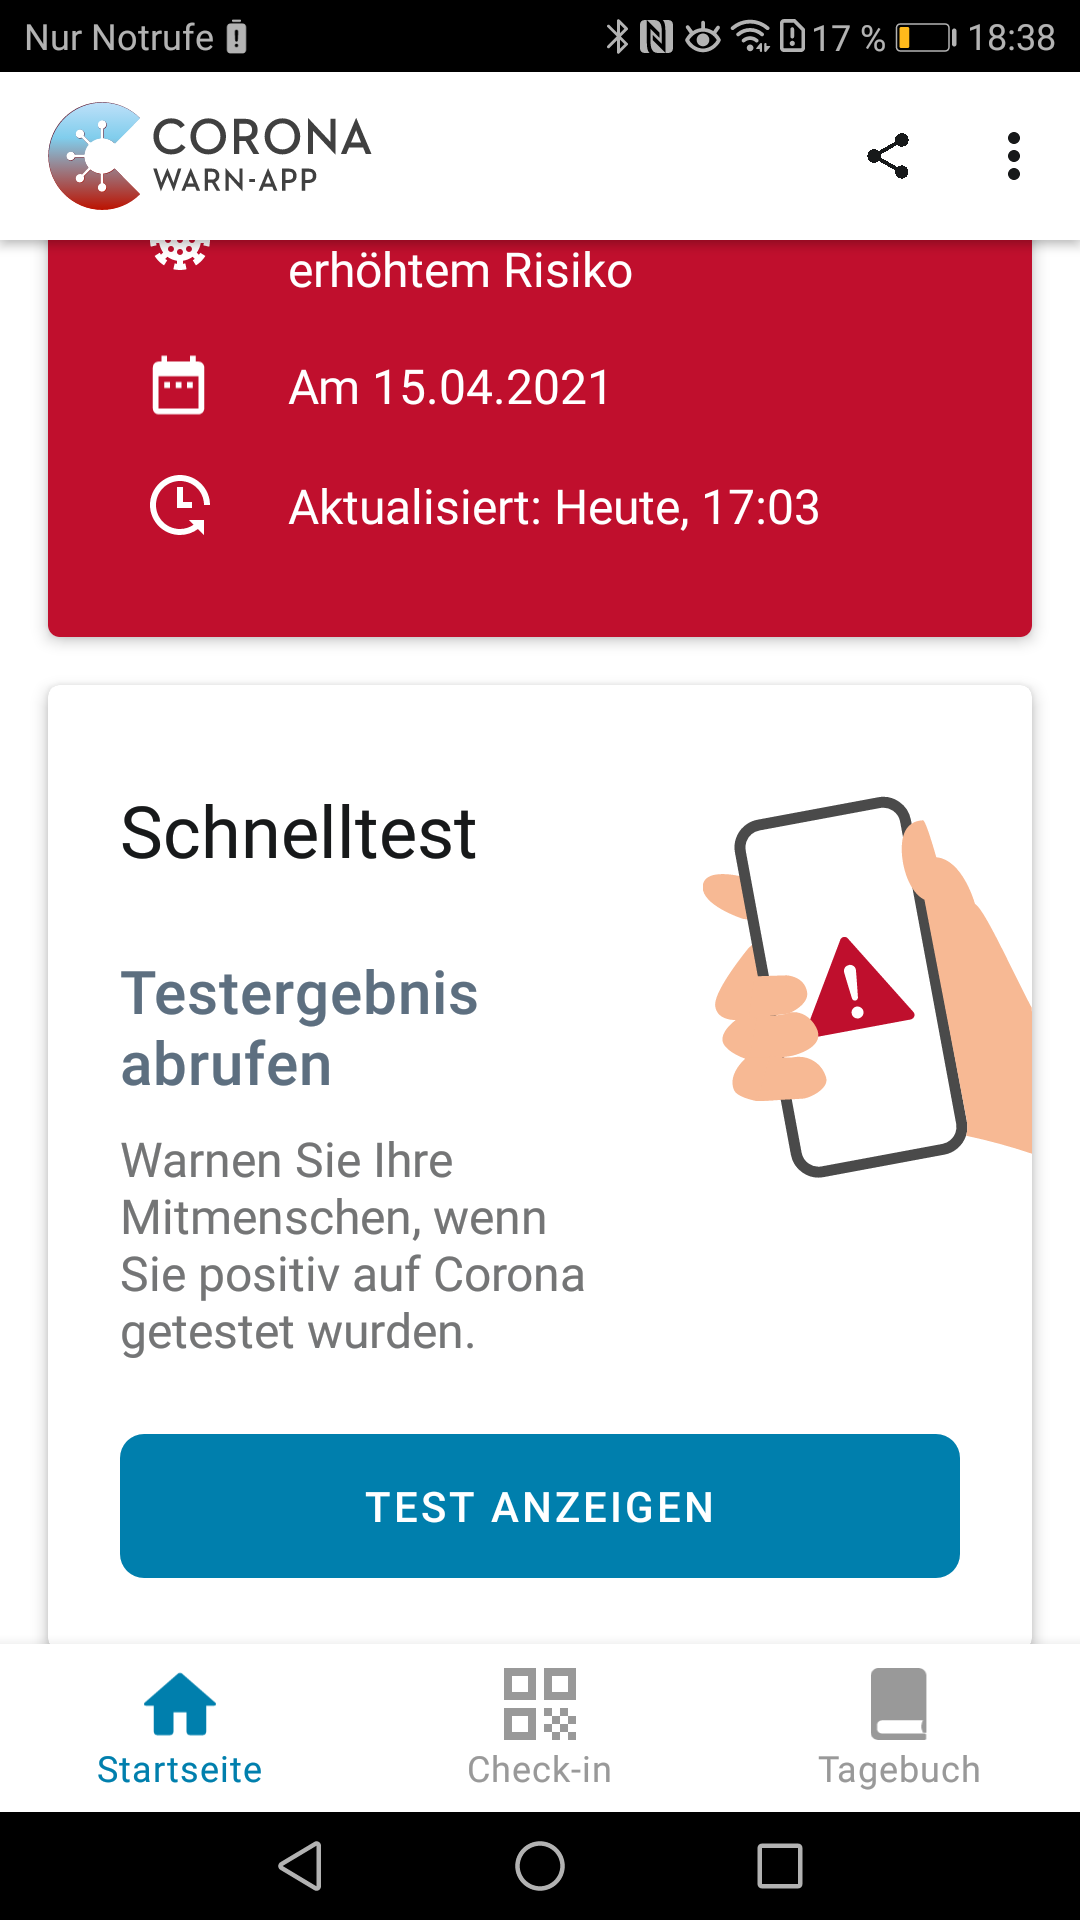 Nur Notrufe 17 % 18:38
CORONA
WARN-APP
erhöhtem Risiko
Am 15.04.2021
Aktualisiert: Heute, 17:03
Schnelltest
Testergebnis
abrufen
Warnen Sie Ihre
Mitmenschen, wenn
Sie positiv auf Corona
getestet wurden.
TEST ANZEIGEN
Startseite Check-in Tagebuch